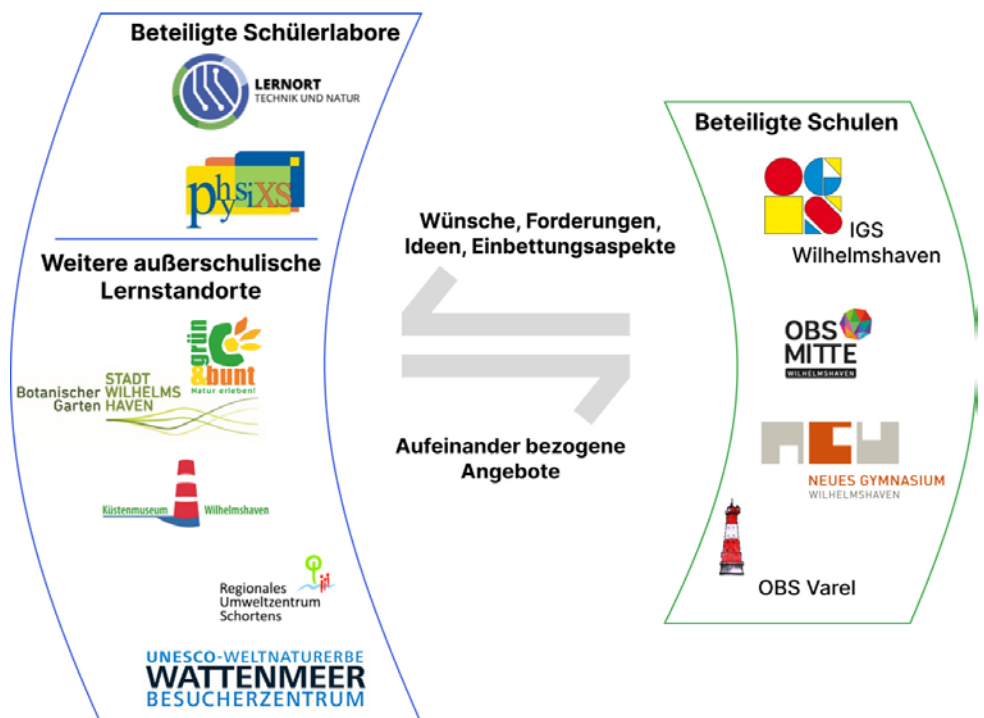 Beteiligte Schülerlabore
LERNORT
TECHNIK UND NATUR
physiXS
Weitere außerschulische
Lernstandorte
grün
&bunt
Natur erleben!
Botanischer
Garten
STADT
WILHELMS
HAVEN
Küstenmuseum Wilhelmshaven
Regionales
Umweltzentrum
Schortens
UNESCO-WELTNATURERBE
WATTENMEER
BESUCHERZENTRUM
Wünsche, Forderungen,
Ideen, Einbettungsaspekte
Aufeinander bezogene
Angebote
Beteiligte Schulen
IGS
Wilhelmshaven
OBS
MITTE
WILHELMSHAVEN
NEUES GYMNASIUM
WILHELMSHAVEN
OBS Varel